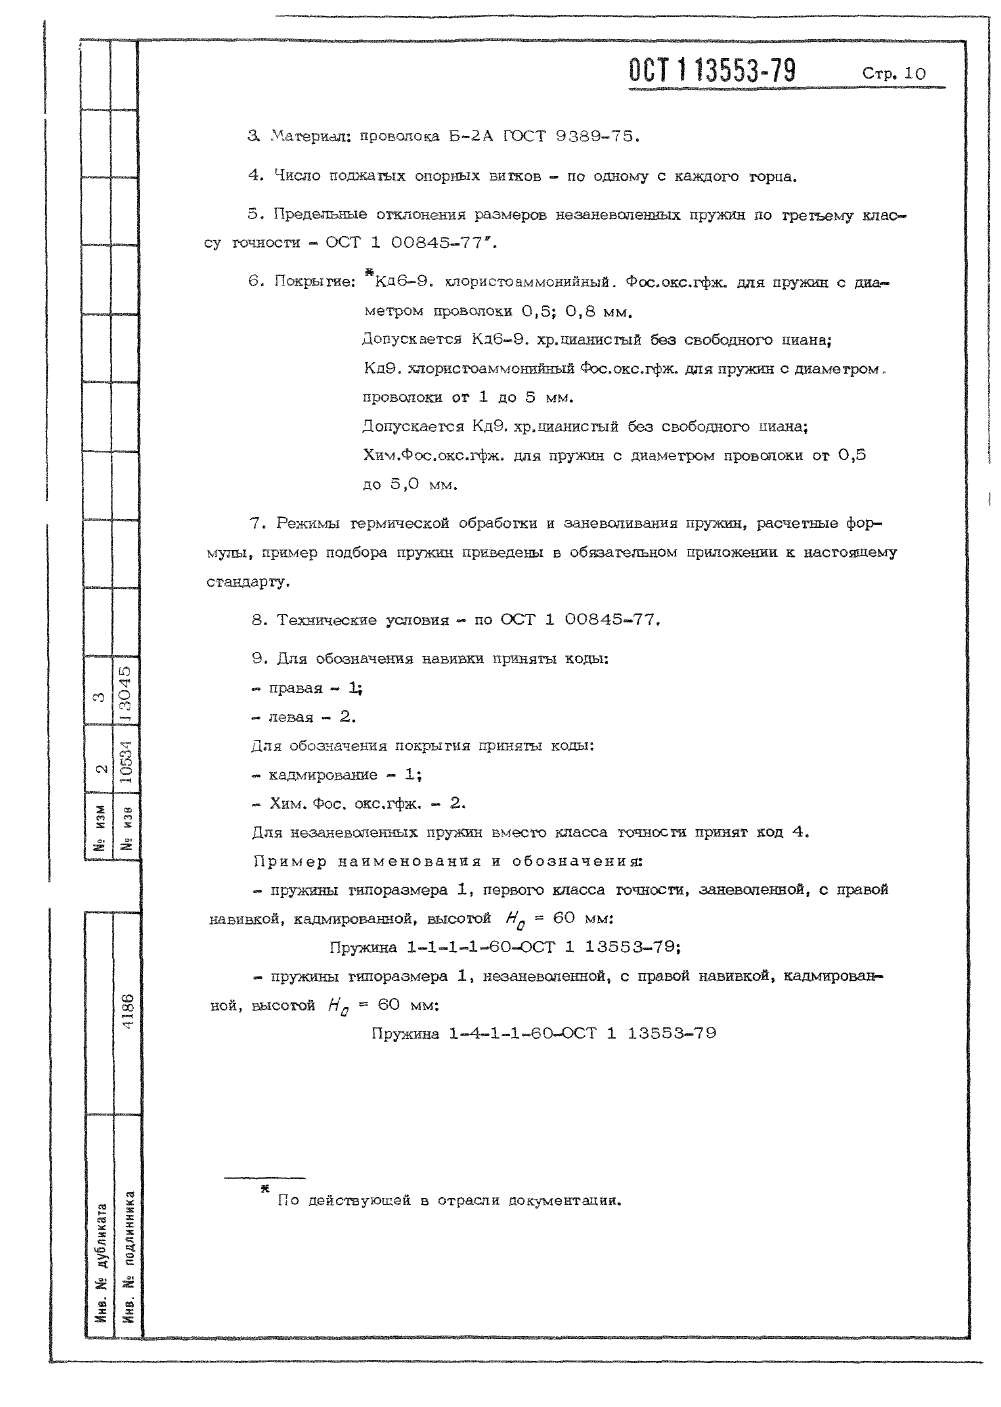 ОСТ 1 13553-79 Стр. 10
3. Материал: проволока Б-2А ГОСТ 9389-75.
4. Число поджатых опорных витков - по одному с каждого торца.
5. Предельные отклонения размеров незаневоленных пружин по третьему клас-
су точности - ОСТ 1 00845-77*.
6. Покрытие: *Кд6-9. хлористоаммонийный. Фос.окс.гфж. для пружин с диа-
метром проволоки 0,5; 0,8 мм.
Допускается Кд6-9. хр.цианистый без свободного циана;
Кд9. хлористоаммонийный Фос.окс.гфж. для пружин с диаметром.
проволоки от 1 до 5 мм.
Допускается Кд9. хр.цианистый без свободного циана;
Хим.Фос.окс.гфж. для пружин с диаметром проволоки от 0,5
до 5,0 мм.
7. Режимы термической обработки и заневоливания пружин, расчетные фор-
мулы, пример подбора пружин приведены в обязательном приложении к настоящему
стандарту.
8. Технические условия - по ОСТ 1 00845-77.
9. Для обозначения навивки приняты коды:
- правая - 1;
- левая - 2.
Для обозначения покрытия приняты коды:
- кадмирование - 1;
- Хим. Фос. окс.гфж. - 2.
Для незаневоленных пружин вместо класса точности принят код 4.
Пример наименования и обозначения:
- пружины типоразмера 1, первого класса точности, заневоленной, с правой
навивкой, кадмированной, высотой H₀ = 60 мм:
Пружина 1-1-1-1-60-ОСТ 1 13553-79;
- пружины типоразмера 1, незаневоленной, с правой навивкой, кадмирован-
ной, высотой H₀ = 60 мм:
Пружина 1-4-1-1-60-ОСТ 1 13553-79
* По действующей в отрасли документации.
№ изм 2 3
№ изв 10534 13045
Инв. № дубликата
Инв. № подлинника 4186